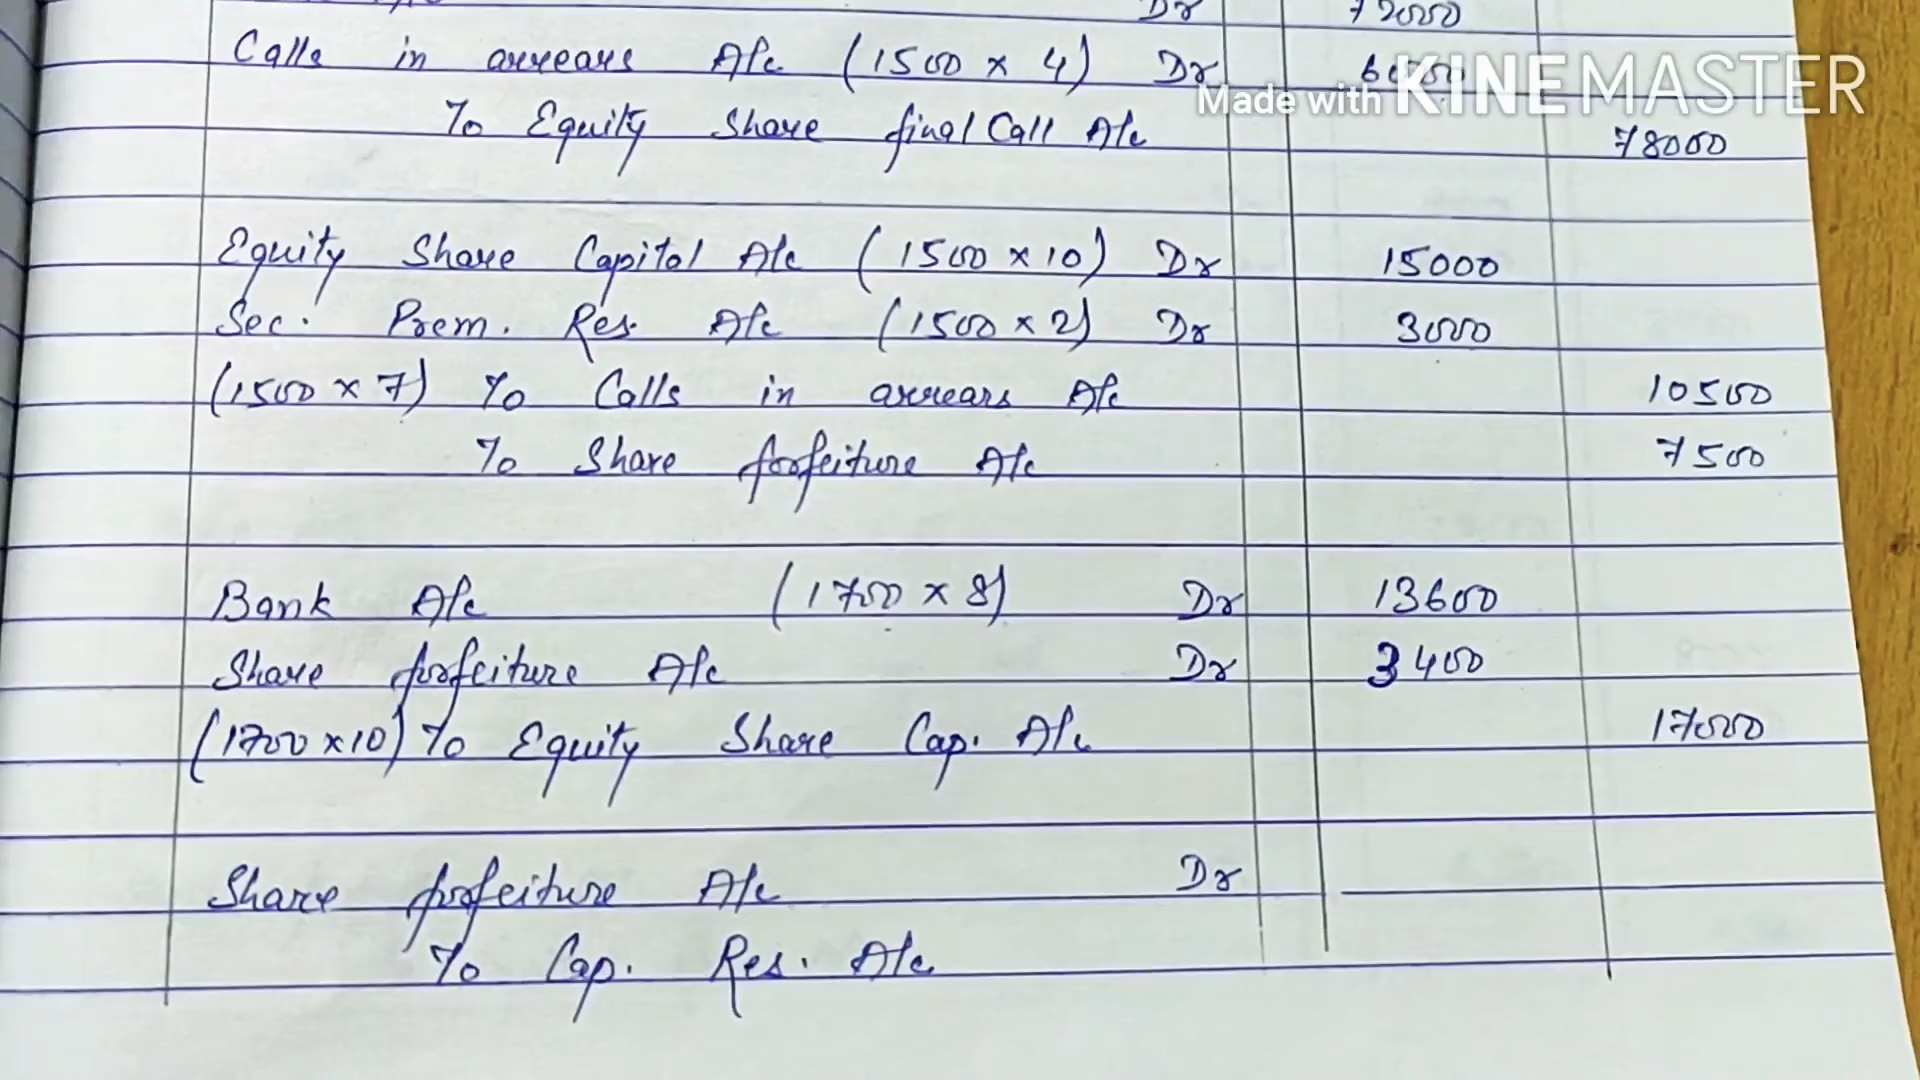 Dr 72000
Calls in arrears A/c (1500 x 4) Dr 6000
Made with KINEMASTER
To Equity Share final Call A/c 78000
Equity Share Capital A/c (1500 x 10) Dr 15000
Sec. Prem. Res. A/c (1500 x 2) Dr 3000
(1500 x 7) To Calls in arrears A/c 10500
To Share forfeiture A/c 7500
Bank A/c (1700 x 8) Dr 13600
Share forfeiture A/c Dr 3400
(1700 x 10) To Equity Share Cap. A/c 17000
Share forfeiture A/c Dr
To Cap. Res. A/c